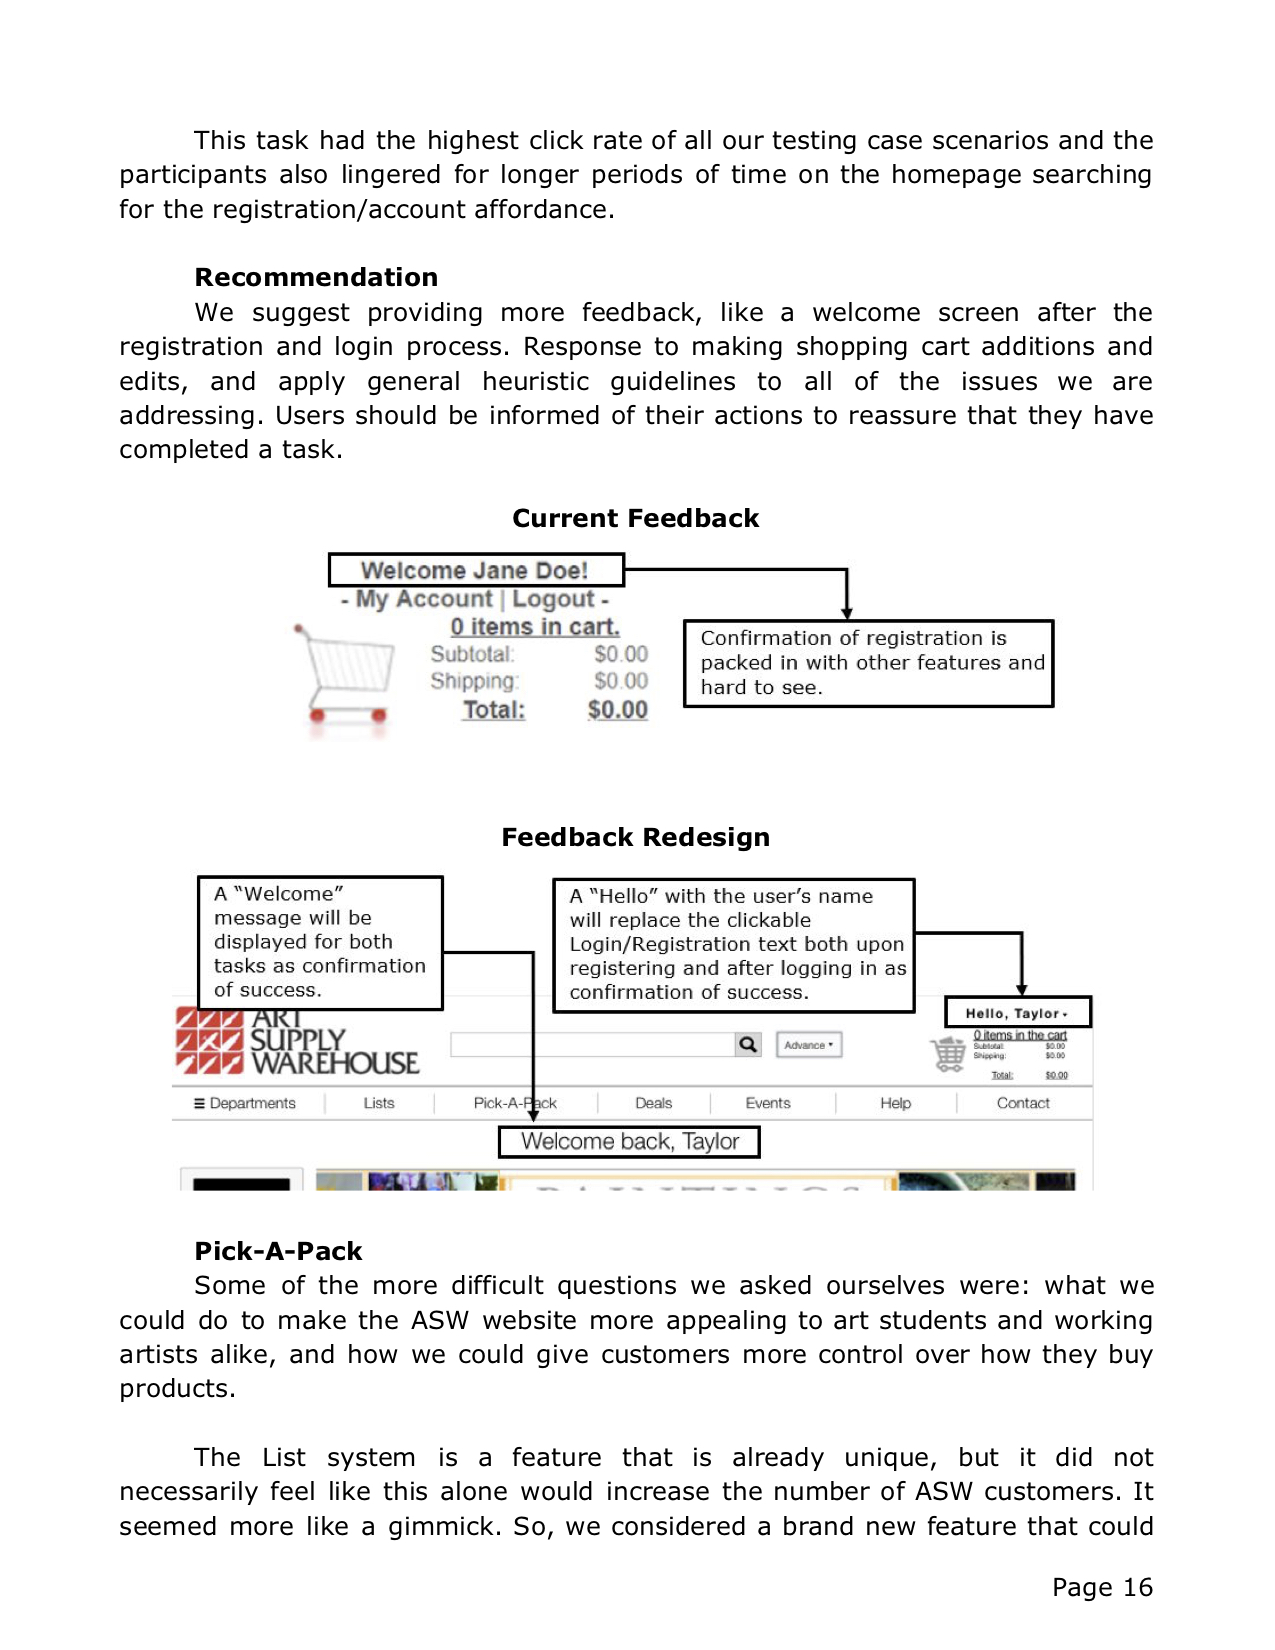 This task had the highest click rate of all our testing case scenarios and the
participants also lingered for longer periods of time on the homepage searching
for the registration/account affordance.
Recommendation
We suggest providing more feedback, like a welcome screen after the
registration and login process. Response to making shopping cart additions and
edits, and apply general heuristic guidelines to all of the issues we are
addressing. Users should be informed of their actions to reassure that they have
completed a task.
Current Feedback
Welcome Jane Doe!
- My Account | Logout -
0 items in cart.
Subtotal: $0.00
Shipping: $0.00
Total: $0.00
Confirmation of registration is
packed in with other features and
hard to see.
Feedback Redesign
A “Welcome”
message will be
displayed for both
tasks as confirmation
of success.
A “Hello” with the user’s name
will replace the clickable
Login/Registration text both upon
registering and after logging in as
confirmation of success.
ART
SUPPLY
WAREHOUSE
Advance
Hello, Taylor
0 items in the cart
Subtotal: $0.00
Shipping: $0.00
Total: $0.00
Departments Lists Pick-A-Pack Deals Events Help Contact
Welcome back, Taylor
PAINTINGS
Pick-A-Pack
Some of the more difficult questions we asked ourselves were: what we
could do to make the ASW website more appealing to art students and working
artists alike, and how we could give customers more control over how they buy
products.
The List system is a feature that is already unique, but it did not
necessarily feel like this alone would increase the number of ASW customers. It
seemed more like a gimmick. So, we considered a brand new feature that could
Page 16